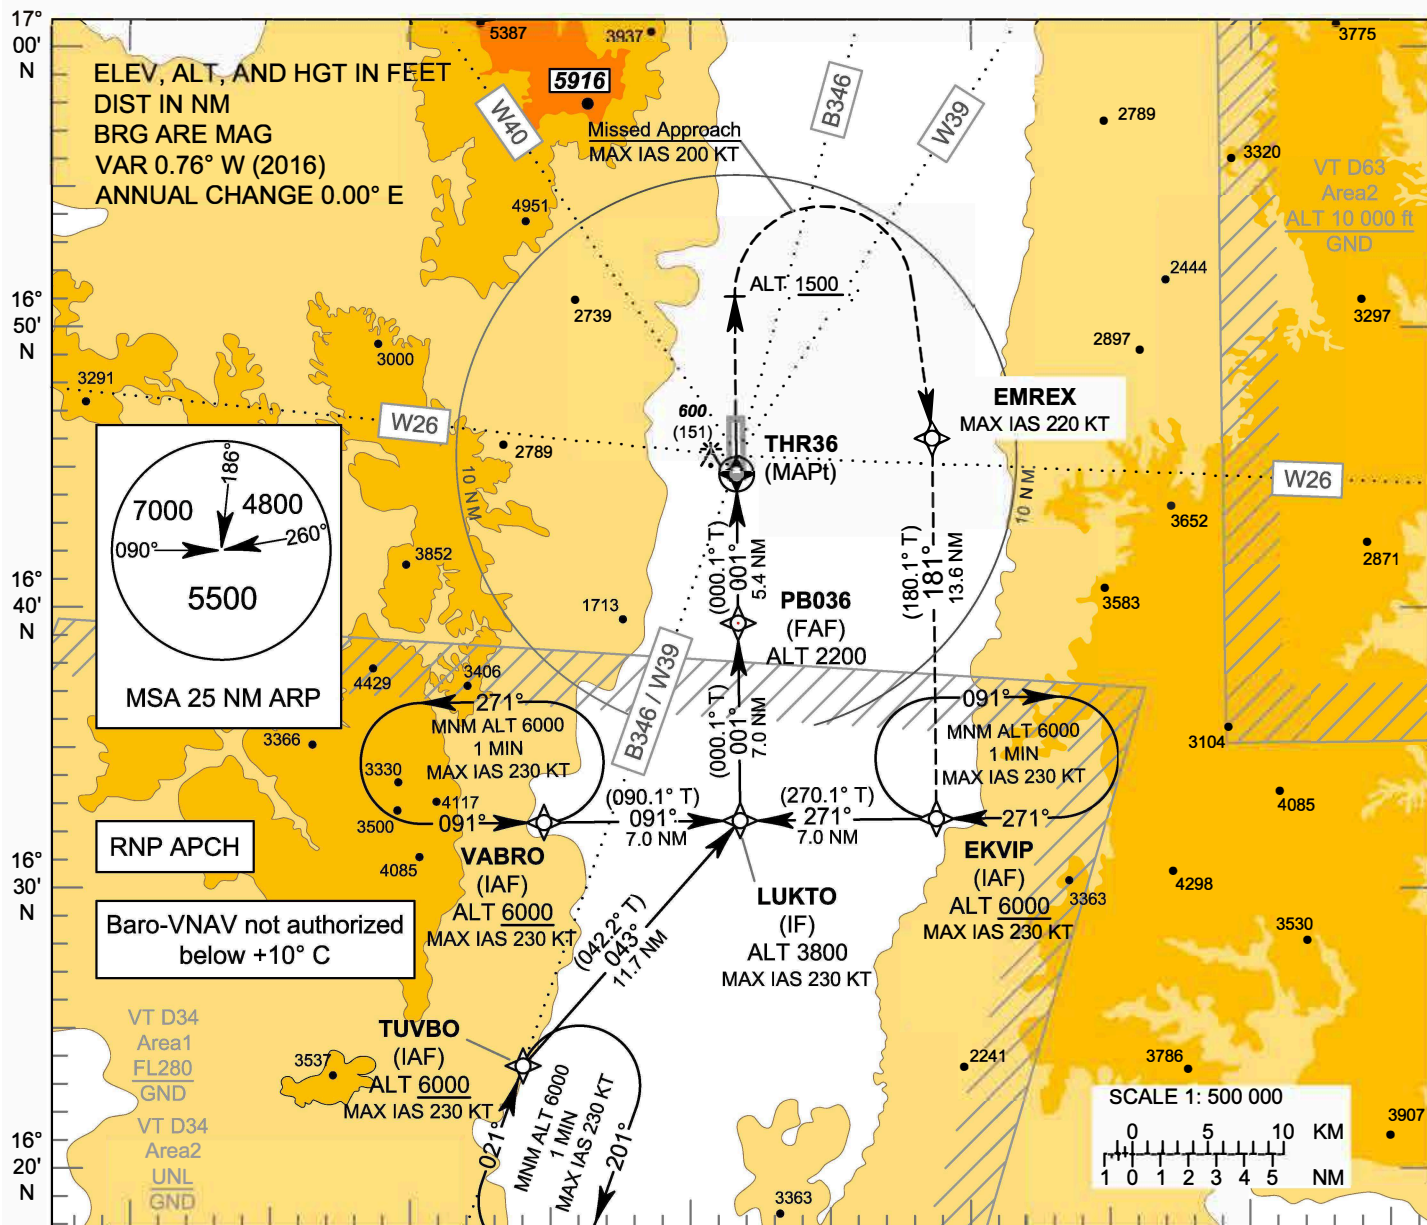 17°
00'
N
ELEV, ALT, AND HGT IN FEET
DIST IN NM
BRG ARE MAG
VAR 0.76° W (2016)
ANNUAL CHANGE 0.00° E
5387
3937
5916
3775
W40
B346
W39
Missed Approach
MAX IAS 200 KT
2789
3320
VT D63
Area2
ALT 10 000 ft
GND
4951
2444
16°
50'
N
ALT 1500
2739
3297
3000
2897
3291
W26
EMREX
MAX IAS 220 KT
600
(151)
THR36
(MAPt)
2789
10 NM
10 NM
W26
186°
7000
4800
090°
260°
5500
MSA 25 NM ARP
3652
3852
2871
(000.1° T)
001°
5.4 NM
(180.1° T)
181°
13.6 NM
16°
40'
N
3583
1713
PB036
(FAF)
ALT 2200
B346 / W39
(000.1° T)
001°
7.0 NM
4429
3406
271°
MNM ALT 6000
1 MIN
MAX IAS 230 KT
091°
091°
MNM ALT 6000
1 MIN
MAX IAS 230 KT
271°
3366
3104
3330
4117
3500
4085
(090.1° T)
091°
7.0 NM
(270.1° T)
271°
7.0 NM
RNP APCH
4085
VABRO
(IAF)
ALT 6000
MAX IAS 230 KT
EKVIP
(IAF)
ALT 6000
MAX IAS 230 KT
16°
30'
N
LUKTO
(IF)
ALT 3800
MAX IAS 230 KT
3363
4298
3530
Baro-VNAV not authorized
below +10° C
(042.2° T)
043°
11.7 NM
VT D34
Area1
FL280
GND
TUVBO
(IAF)
ALT 6000
MAX IAS 230 KT
3537
2241
3786
SCALE 1: 500 000
0 5 10 KM
1 0 1 2 3 4 5 NM
3907
VT D34
Area2
UNL
GND
16°
20'
N
021°
MNM ALT 6000
1 MIN
MAX IAS 230 KT
201°
3363